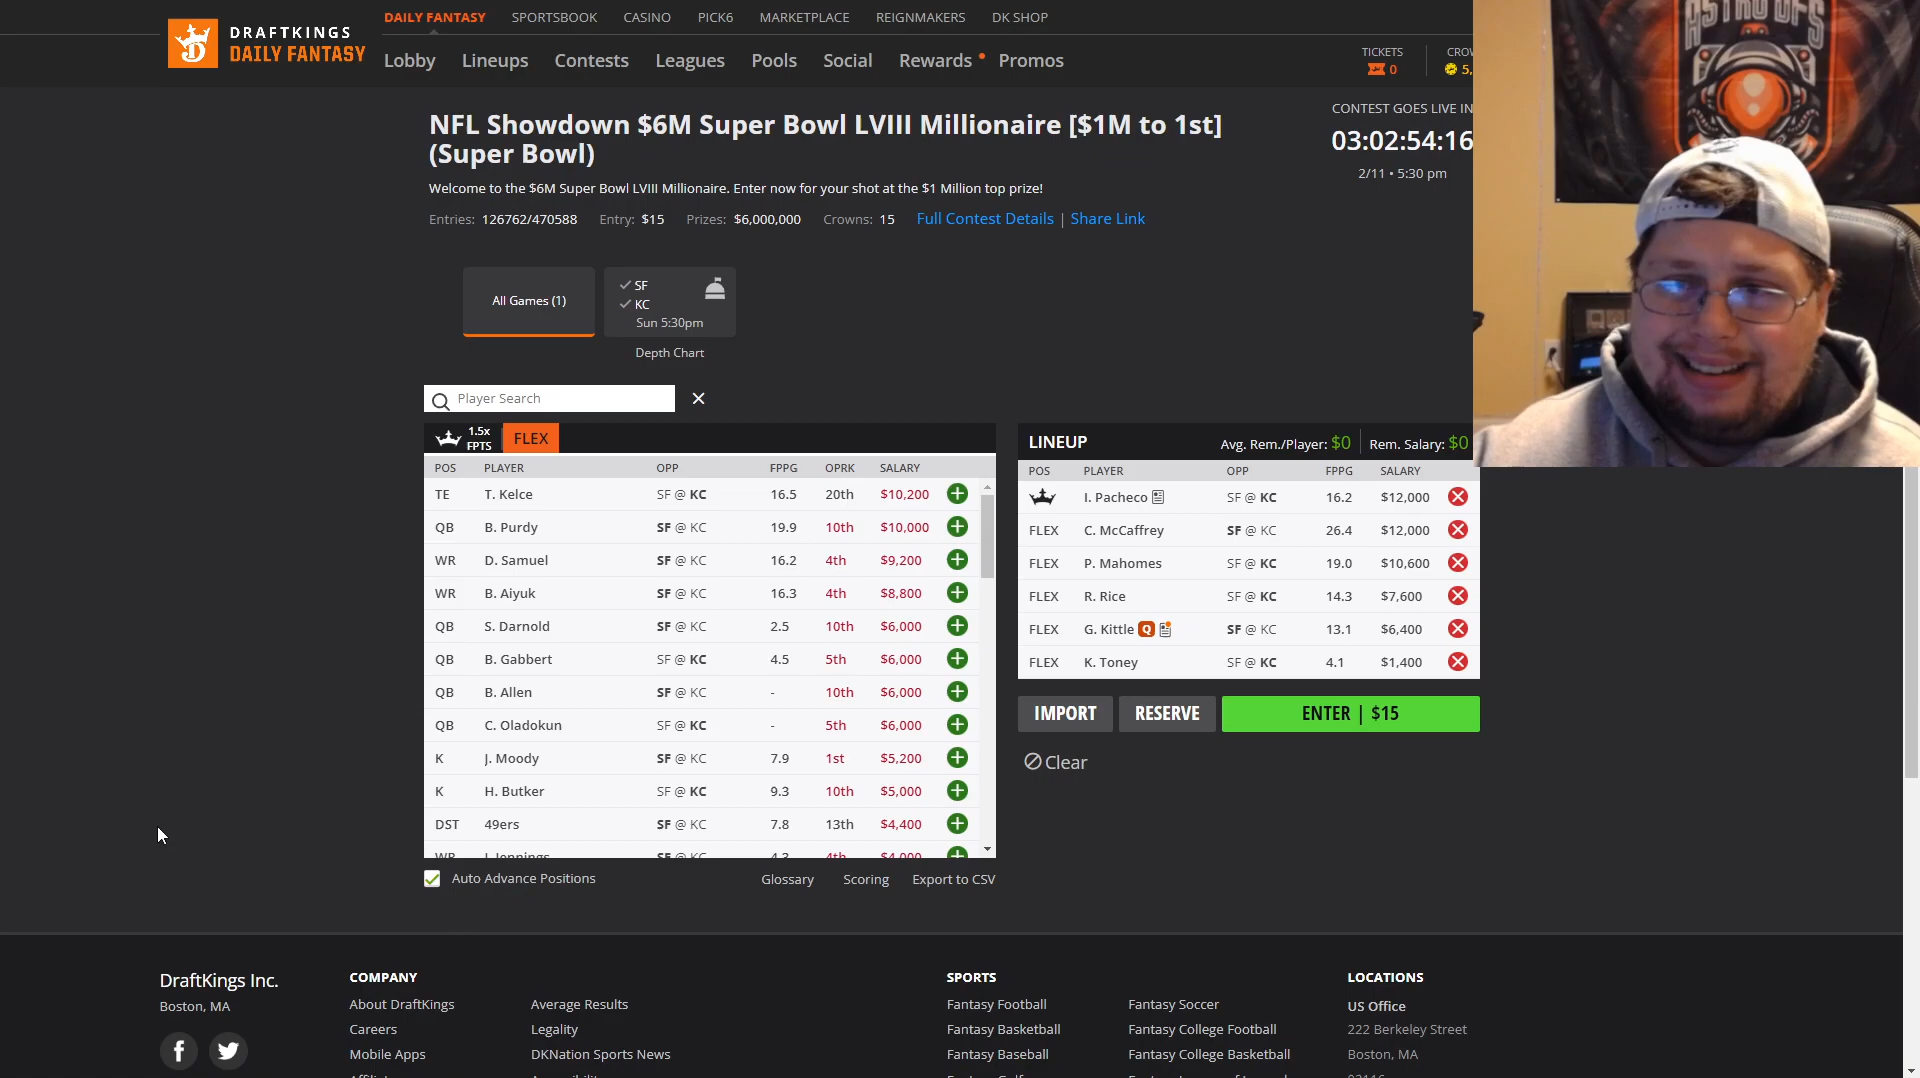 DAILY FANTASY SPORTSBOOK CASINO PICK6 MARKETPLACE REIGNMAKERS DK SHOP
DRAFTKINGS
DAILY FANTASY
Lobby Lineups Contests Leagues Pools Social Rewards Promos
TICKETS
0
5,
NFL Showdown $6M Super Bowl LVIII Millionaire [$1M to 1st]
(Super Bowl)
Welcome to the $6M Super Bowl LVIII Millionaire. Enter now for your shot at the $1 Million top prize!
Entries: 126762/470588 Entry: $15 Prizes: $6,000,000 Crowns: 15 Full Contest Details | Share Link
CONTEST GOES LIVE IN
03:02:54:16
2/11 • 5:30 pm
ASTRO DFS
All Games (1)
SF
KC
Sun 5:30pm
Depth Chart
Player Search
1.5x
FPTS
FLEX
POS PLAYER OPP FPPG OPRK SALARY
TE T. Kelce SF @ KC 16.5 20th $10,200
QB B. Purdy SF @ KC 19.9 10th $10,000
WR D. Samuel SF @ KC 16.2 4th $9,200
WR B. Aiyuk SF @ KC 16.3 4th $8,800
QB S. Darnold SF @ KC 2.5 10th $6,000
QB B. Gabbert SF @ KC 4.5 5th $6,000
QB B. Allen SF @ KC - 10th $6,000
QB C. Oladokun SF @ KC - 5th $6,000
K J. Moody SF @ KC 7.9 1st $5,200
K H. Butker SF @ KC 9.3 10th $5,000
DST 49ers SF @ KC 7.8 13th $4,400
WR J. Jennings SF @ KC 4.3 4th $4,000
Auto Advance Positions
Glossary Scoring Export to CSV
LINEUP Avg. Rem./Player: $0 Rem. Salary: $0
POS PLAYER OPP FPPG SALARY
I. Pacheco SF @ KC 16.2 $12,000
FLEX C. McCaffrey SF @ KC 26.4 $12,000
FLEX P. Mahomes SF @ KC 19.0 $10,600
FLEX R. Rice SF @ KC 14.3 $7,600
FLEX G. Kittle Q SF @ KC 13.1 $6,400
FLEX K. Toney SF @ KC 4.1 $1,400
IMPORT RESERVE ENTER | $15
Clear
DraftKings Inc.
Boston, MA
COMPANY
About DraftKings
Careers
Mobile Apps
Average Results
Legality
DKNation Sports News
SPORTS
Fantasy Football
Fantasy Basketball
Fantasy Baseball
Fantasy Soccer
Fantasy College Football
Fantasy College Basketball
LOCATIONS
US Office
222 Berkeley Street
Boston, MA